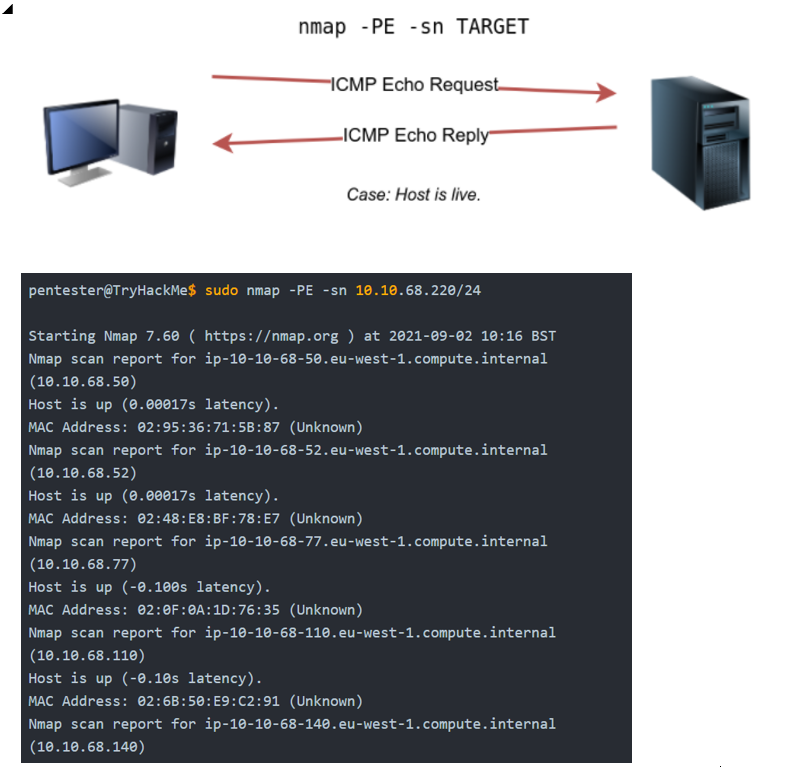 nmap -PE -sn TARGET
ICMP Echo Request
ICMP Echo Reply
Case: Host is live.
pentester@TryHackMe$ sudo nmap -PE -sn 10.10.68.220/24
Starting Nmap 7.60 ( https://nmap.org ) at 2021-09-02 10:16 BST
Nmap scan report for ip-10-10-68-50.eu-west-1.compute.internal
(10.10.68.50)
Host is up (0.00017s latency).
MAC Address: 02:95:36:71:5B:87 (Unknown)
Nmap scan report for ip-10-10-68-52.eu-west-1.compute.internal
(10.10.68.52)
Host is up (0.00017s latency).
MAC Address: 02:48:E8:BF:78:E7 (Unknown)
Nmap scan report for ip-10-10-68-77.eu-west-1.compute.internal
(10.10.68.77)
Host is up (-0.100s latency).
MAC Address: 02:0F:0A:1D:76:35 (Unknown)
Nmap scan report for ip-10-10-68-110.eu-west-1.compute.internal
(10.10.68.110)
Host is up (-0.10s latency).
MAC Address: 02:6B:50:E9:C2:91 (Unknown)
Nmap scan report for ip-10-10-68-140.eu-west-1.compute.internal
(10.10.68.140)